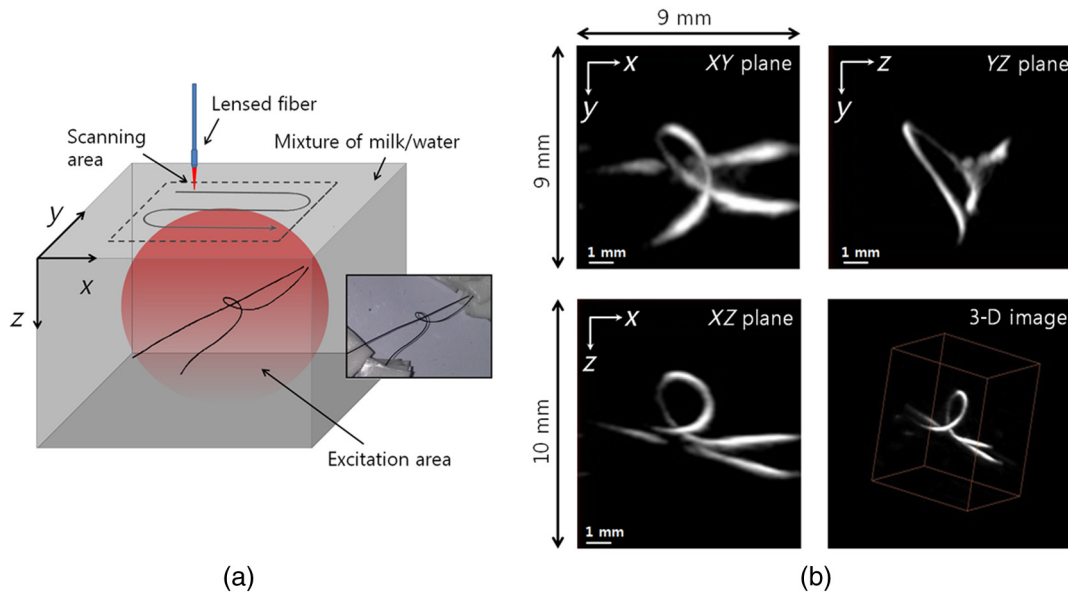 Lensed fiber
Scanning
area
Mixture of milk/water
y
x
z
Excitation area
(a)
9 mm
9 mm
x
XY plane
y
1 mm
z
YZ plane
y
1 mm
10 mm
x
XZ plane
z
1 mm
3-D image
(b)